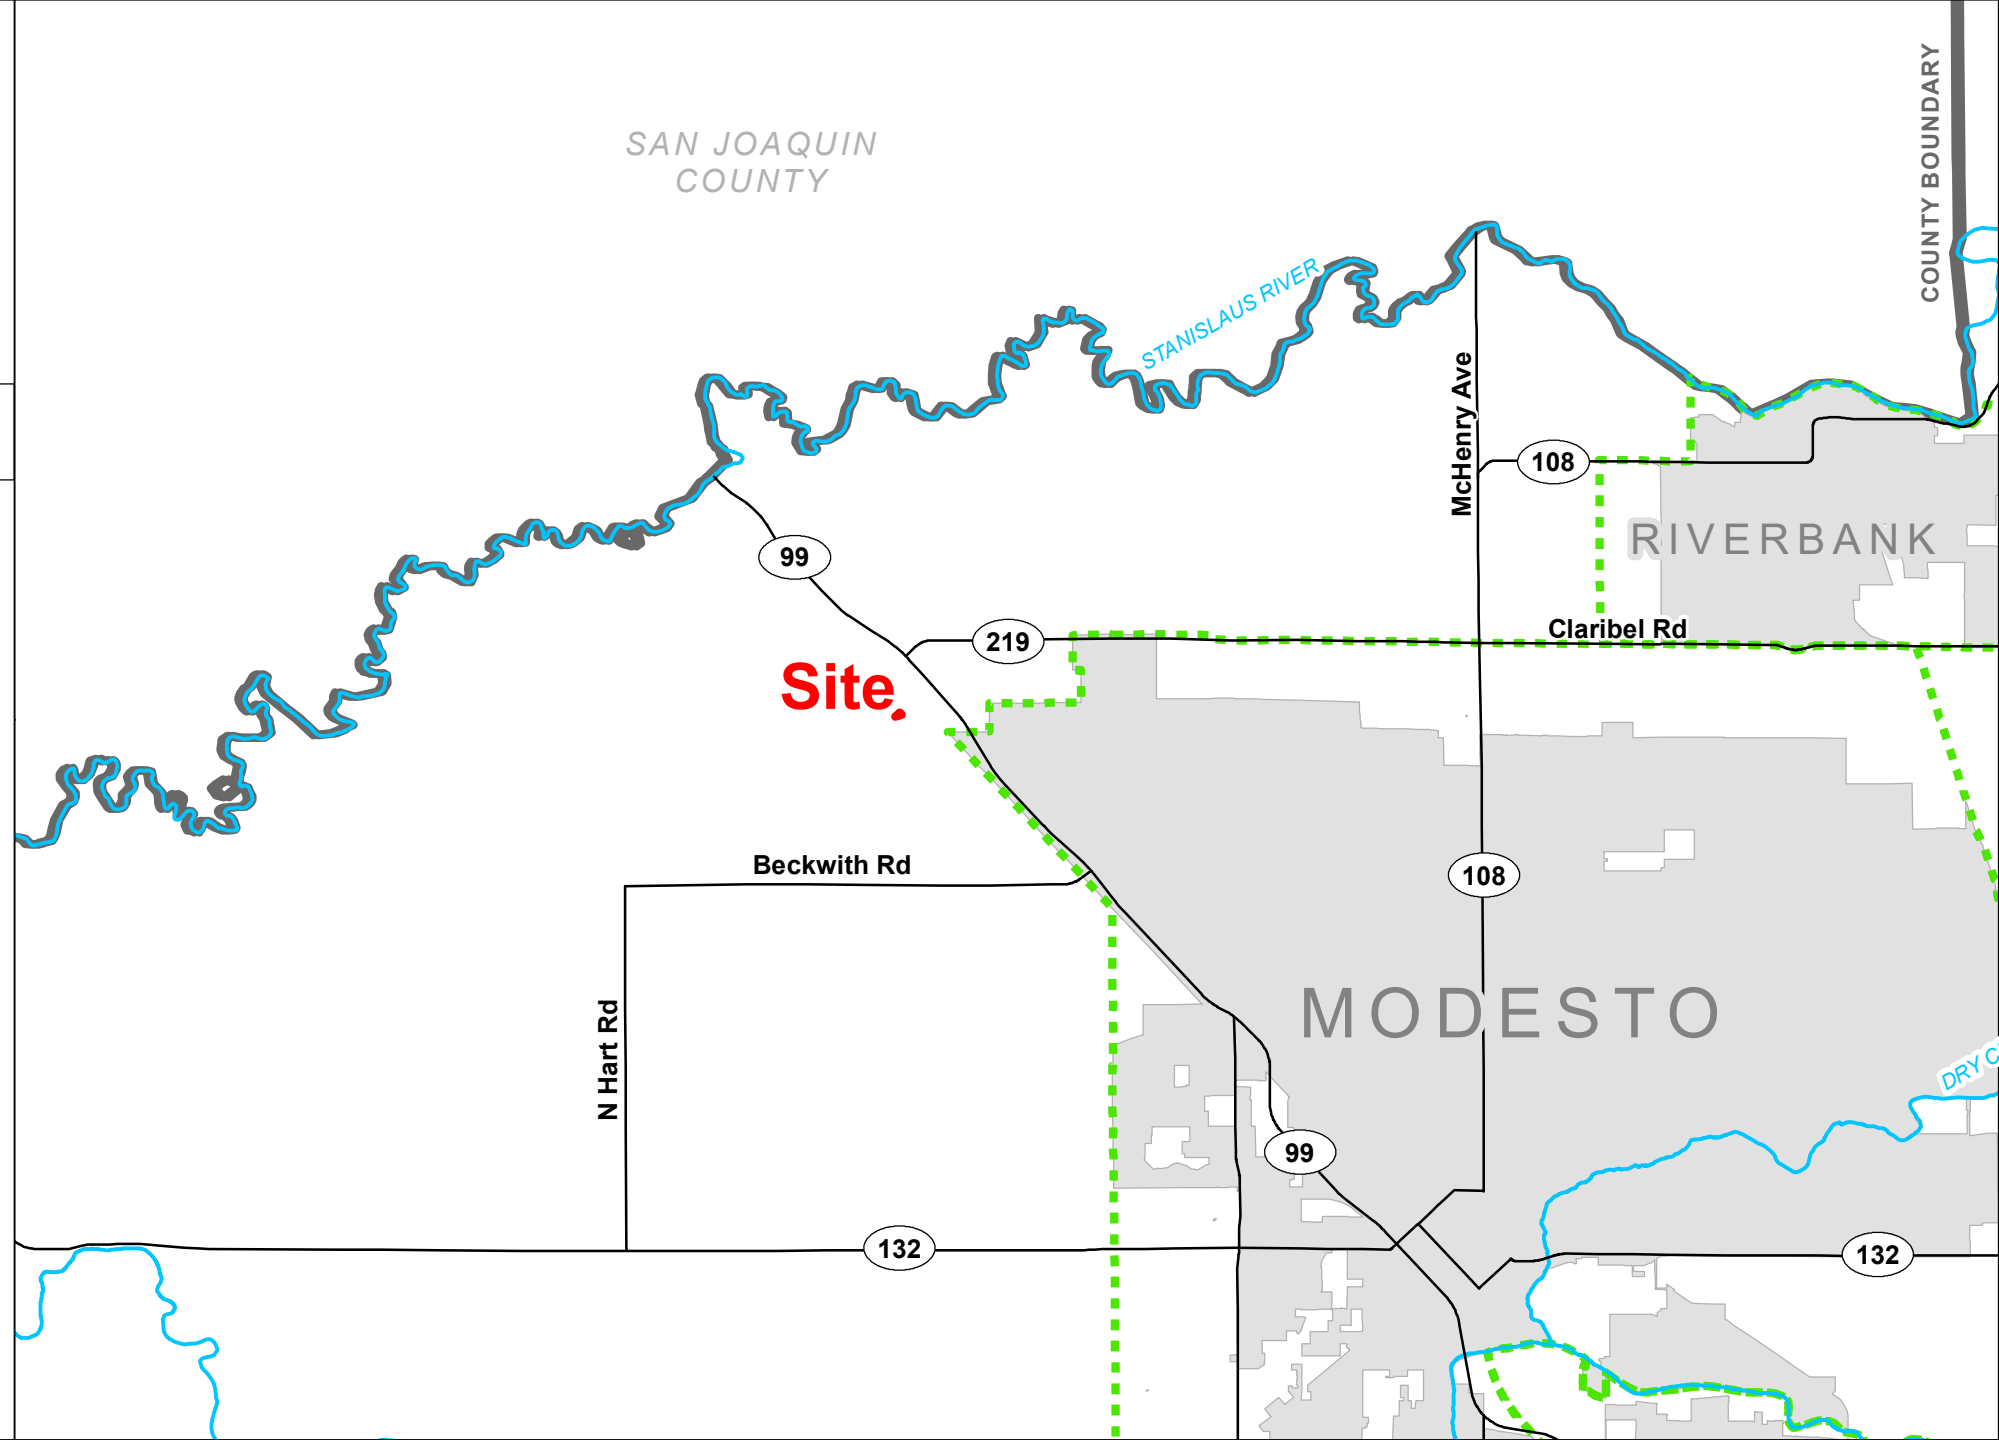 SAN JOAQUIN
COUNTY
COUNTY BOUNDARY
STANISLAUS RIVER
McHenry Ave
108
RIVERBANK
99
219
Claribel Rd
Site
Beckwith Rd
108
N Hart Rd
MODESTO
DRY C
99
132
132